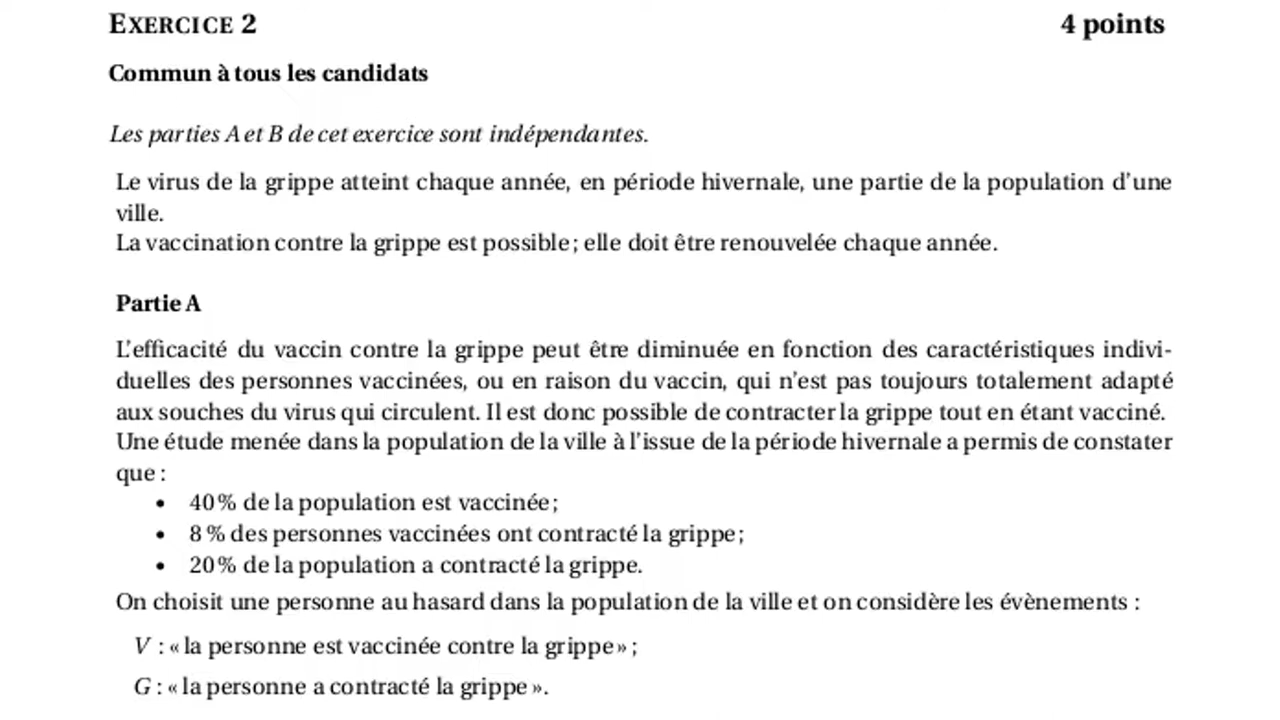 EXERCICE 2 4 points
Commun à tous les candidats
Les parties A et B de cet exercice sont indépendantes.
Le virus de la grippe atteint chaque année, en période hivernale, une partie de la population d'une
ville.
La vaccination contre la grippe est possible ; elle doit être renouvelée chaque année.
Partie A
L'efficacité du vaccin contre la grippe peut être diminuée en fonction des caractéristiques indivi-
duelles des personnes vaccinées, ou en raison du vaccin, qui n'est pas toujours totalement adapté
aux souches du virus qui circulent. Il est donc possible de contracter la grippe tout en étant vacciné.
Une étude menée dans la population de la ville à l'issue de la période hivernale a permis de constater
que :
• 40 % de la population est vaccinée ;
• 8 % des personnes vaccinées ont contracté la grippe ;
• 20 % de la population a contracté la grippe.
On choisit une personne au hasard dans la population de la ville et on considère les évènements :
V : « la personne est vaccinée contre la grippe » ;
G : « la personne a contracté la grippe ».